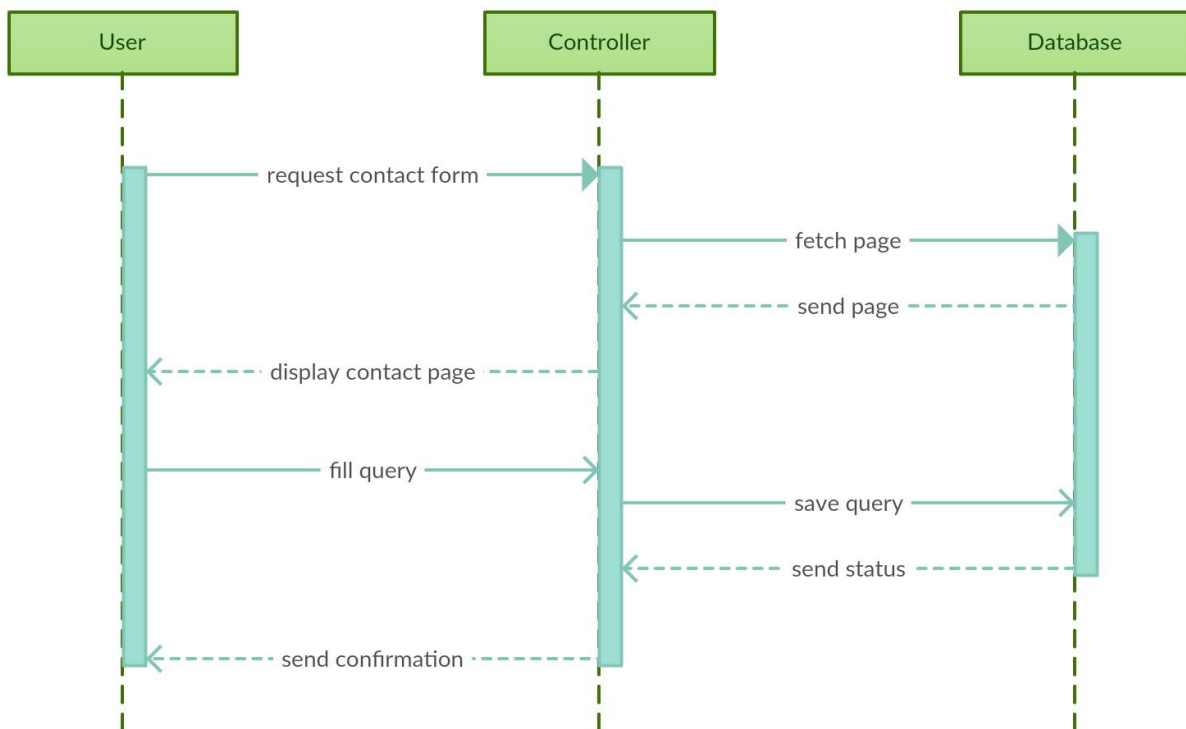 User
Controller
Database
request contact form
fetch page
send page
display contact page
fill query
save query
send status
send confirmation